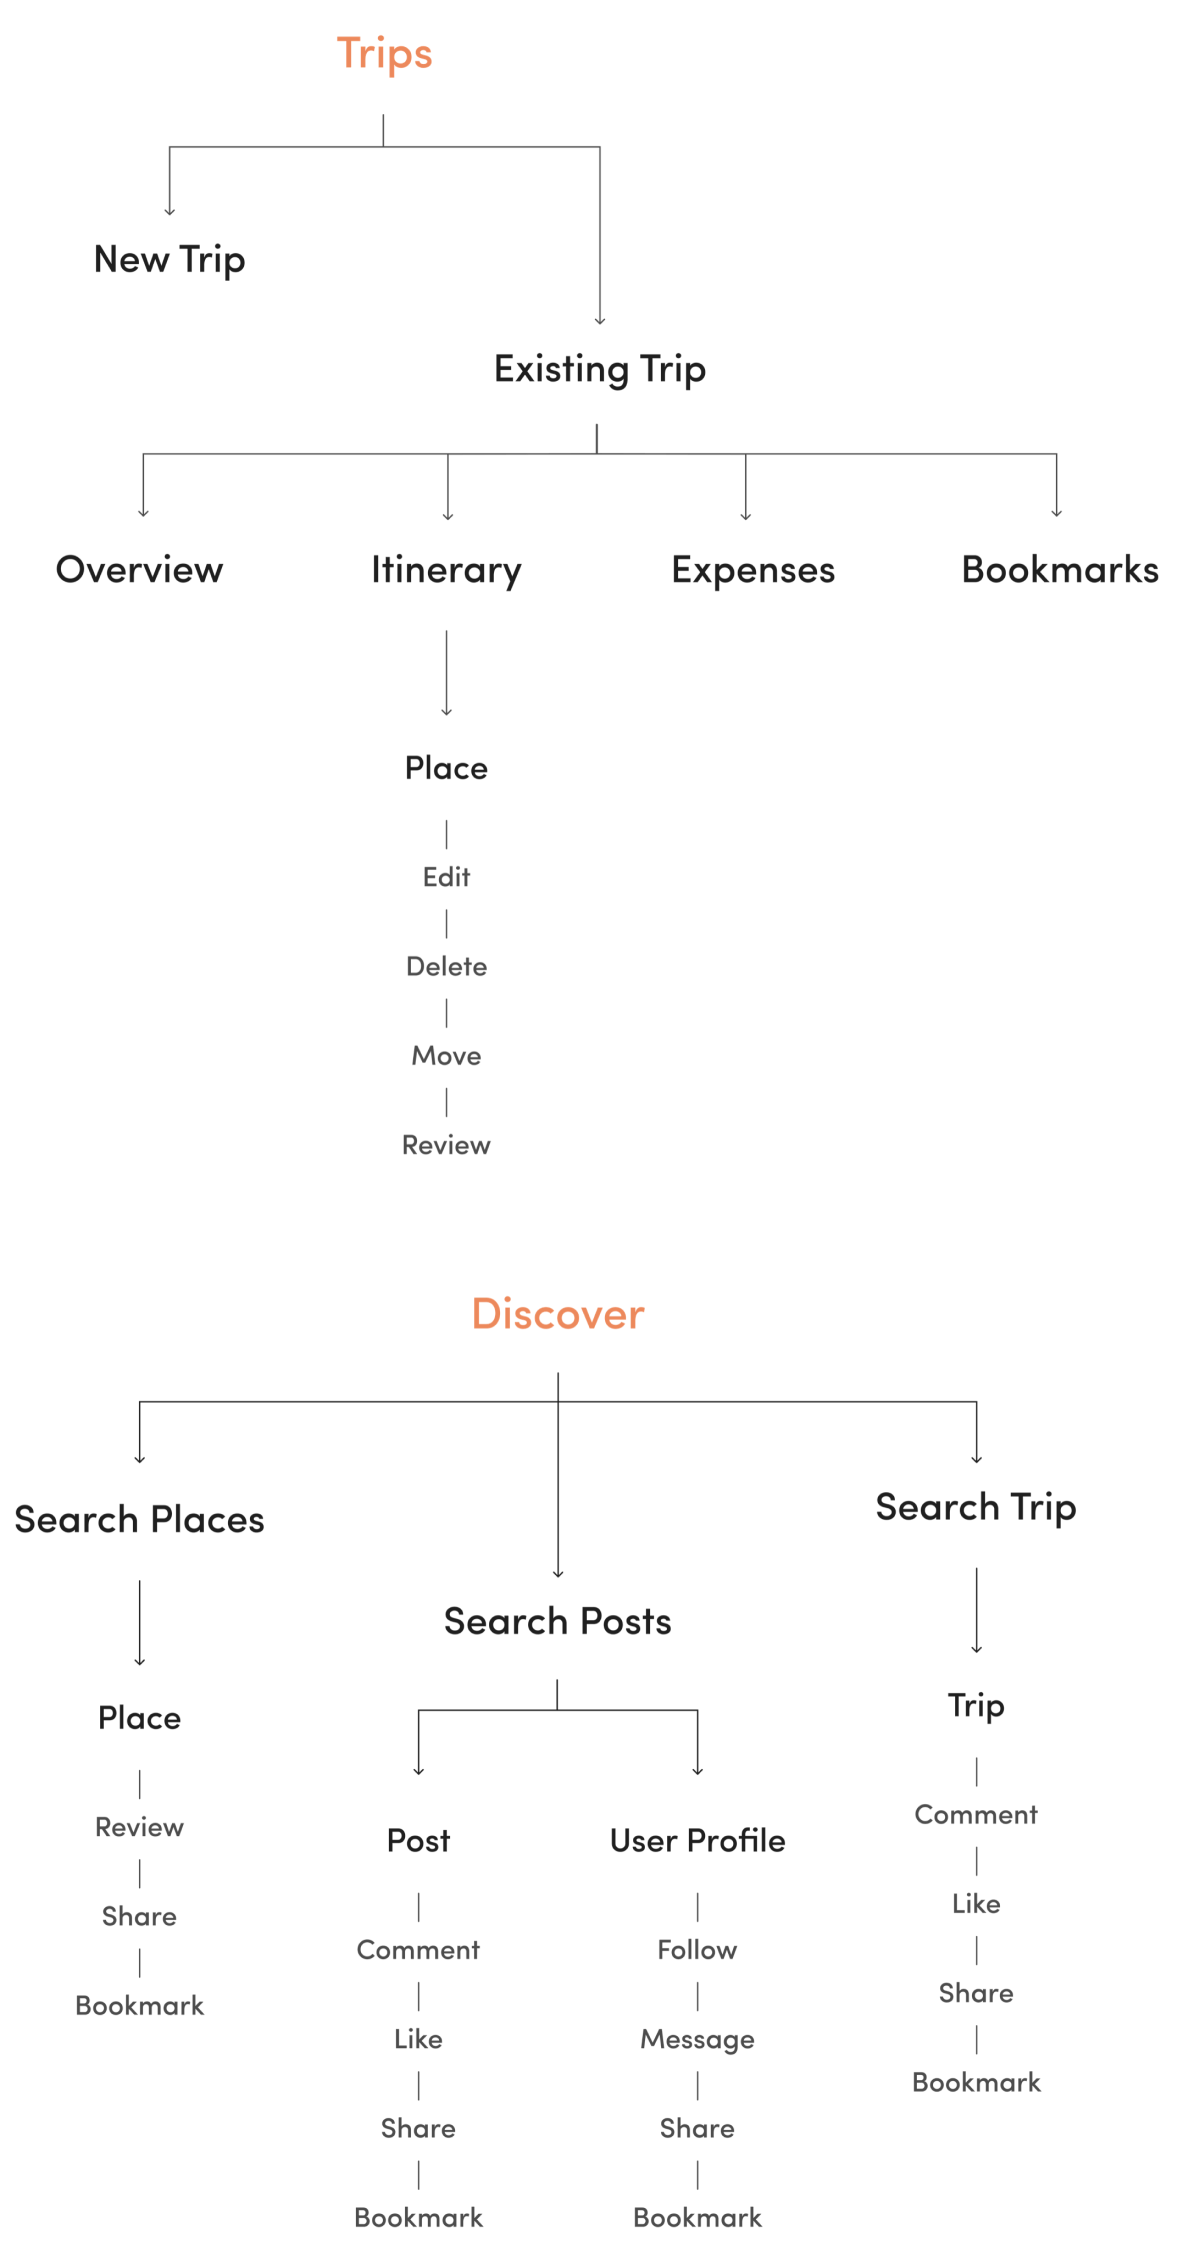 Trips
New Trip
Existing Trip
Overview
Itinerary
Expenses
Bookmarks
Place
Edit
Delete
Move
Review
Discover
Search Places
Place
Review
Share
Bookmark
Search Posts
Post
Comment
Like
Share
Bookmark
User Profile
Follow
Message
Share
Bookmark
Search Trip
Trip
Comment
Like
Share
Bookmark